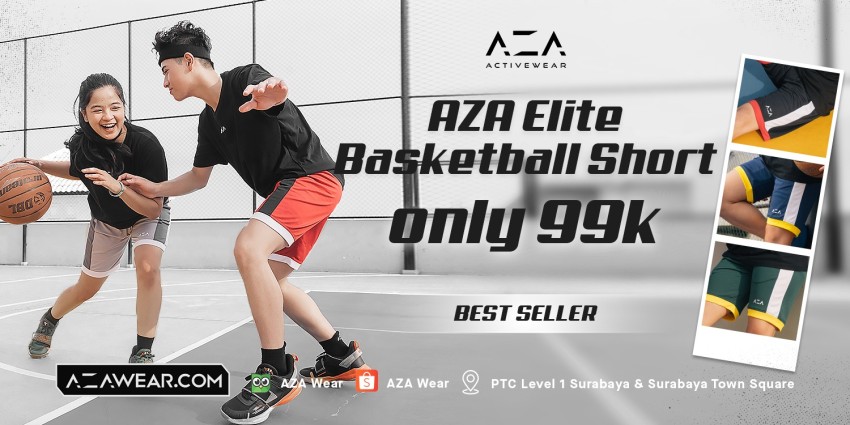 AZA
ACTIVEWEAR
AZA Elite
Basketball Short
only 99k
BEST SELLER
DBL
AZAWEAR.COM
AZA Wear
AZA Wear
PTC Level 1 Surabaya & Surabaya Town Square